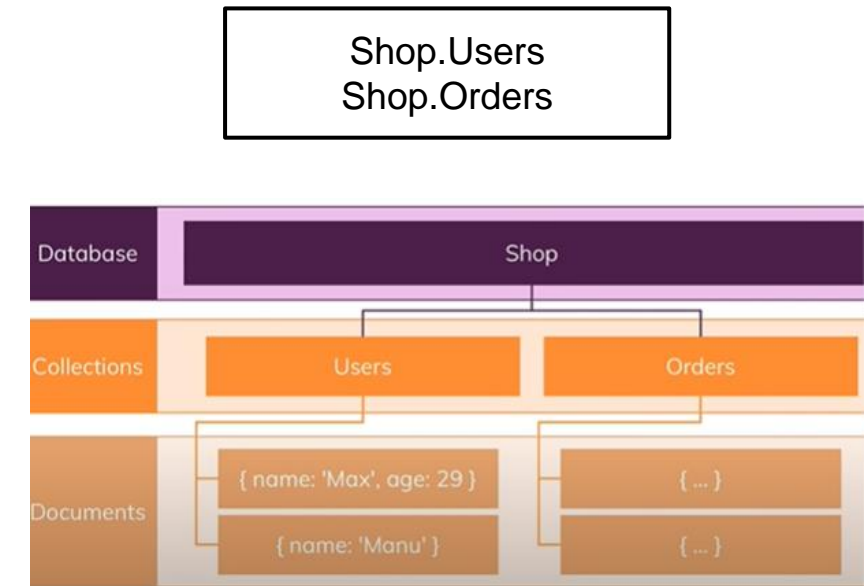 Shop.Users
Shop.Orders
Database
Shop
Collections
Users
Orders
Documents
{ name: 'Max', age: 29 }
{ ... }
{ name: 'Manu' }
{ ... }